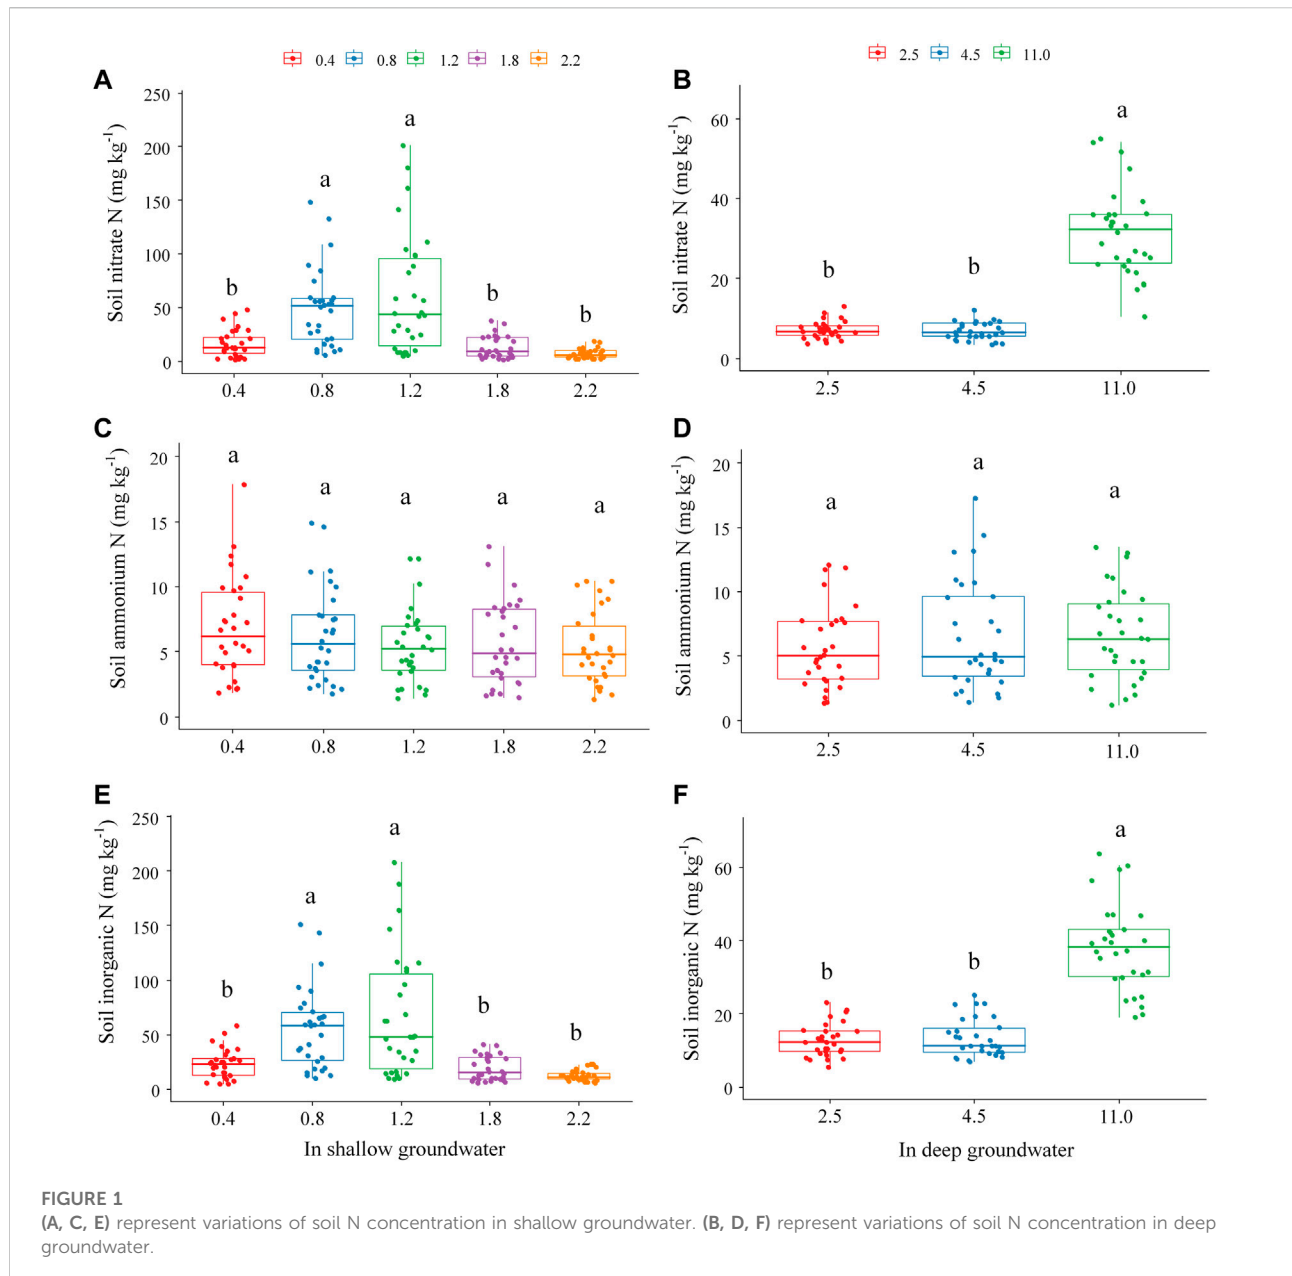 0.4 0.8 1.2 1.8 2.2
2.5 4.5 11.0
A
Soil nitrate N (mg kg⁻¹)
250
200
150
100
50
0
b a a b b
0.4 0.8 1.2 1.8 2.2
B
Soil nitrate N (mg kg⁻¹)
60
40
20
0
b b a
2.5 4.5 11.0
C
Soil ammonium N (mg kg⁻¹)
20
15
10
5
0
a a a a a
0.4 0.8 1.2 1.8 2.2
D
Soil ammonium N (mg kg⁻¹)
20
15
10
5
0
a a a
2.5 4.5 11.0
E
Soil inorganic N (mg kg⁻¹)
250
200
150
100
50
0
b a a b b
0.4 0.8 1.2 1.8 2.2
In shallow groundwater
F
Soil inorganic N (mg kg⁻¹)
60
40
20
0
b b a
2.5 4.5 11.0
In deep groundwater
FIGURE 1
(A, C, E) represent variations of soil N concentration in shallow groundwater. (B, D, F) represent variations of soil N concentration in deep
groundwater.